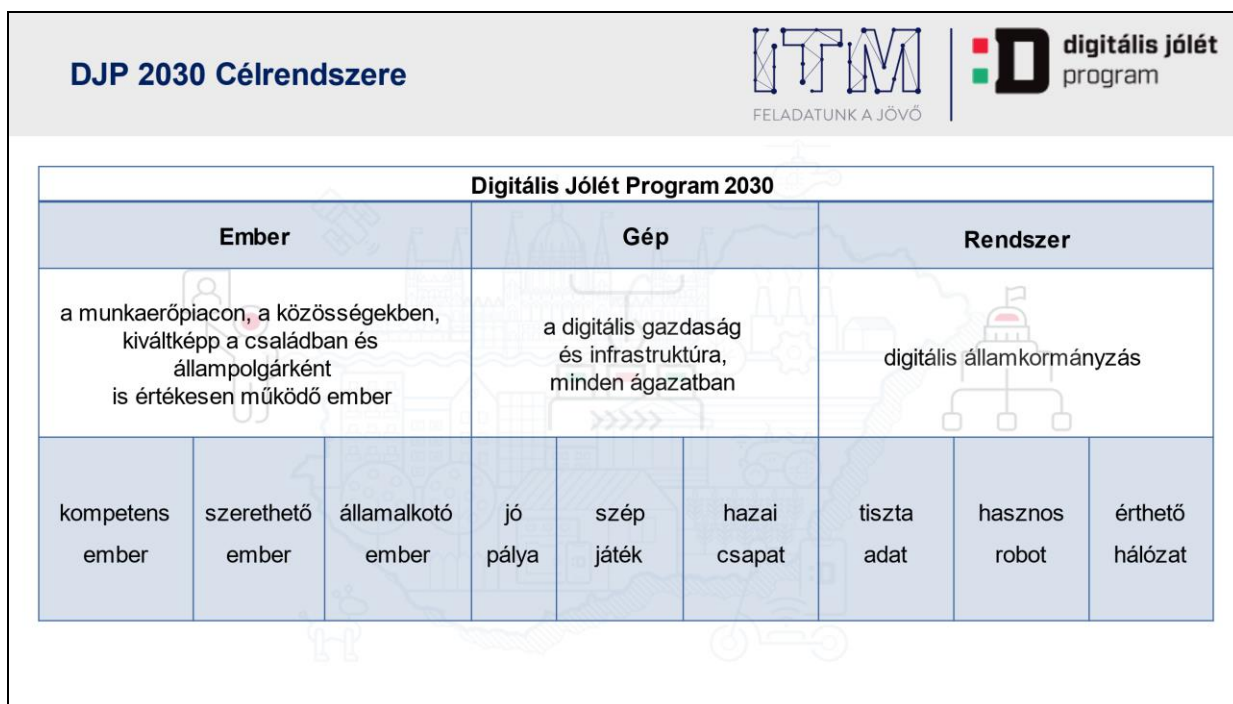 DJP 2030 Célrendszere
ITM
FELADATUNK A JÖVŐ
:D digitális jólét
program
Digitális Jólét Program 2030
Ember
Gép
Rendszer
a munkaerőpiacon, a közösségekben,
kiváltképp a családban és
állampolgárként
is értékesen működő ember
a digitális gazdaság
és infrastruktúra,
minden ágazatban
digitális államkormányzás
kompetens
ember
szerethető
ember
államalkotó
ember
jó
pálya
szép
játék
hazai
csapat
tiszta
adat
hasznos
robot
érthető
hálózat